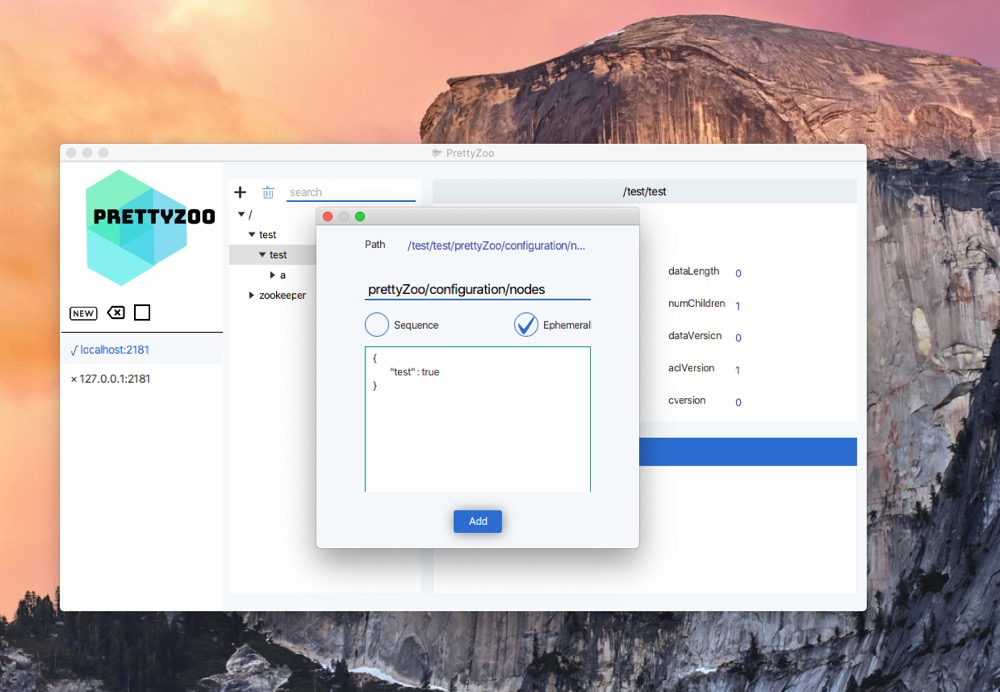 PrettyZoo
PRETTYZOO
NEW
√ localhost:2181
× 127.0.0.1:2181
search
/
test
test
a
zookeeper
/test/test
dataLength 0
numChildren 1
dataVersion 0
aclVersion 1
cversion 0
Path /test/test/prettyZoo/configuration/n...
prettyZoo/configuration/nodes
Sequence Ephemeral
{
"test" : true
}
Add